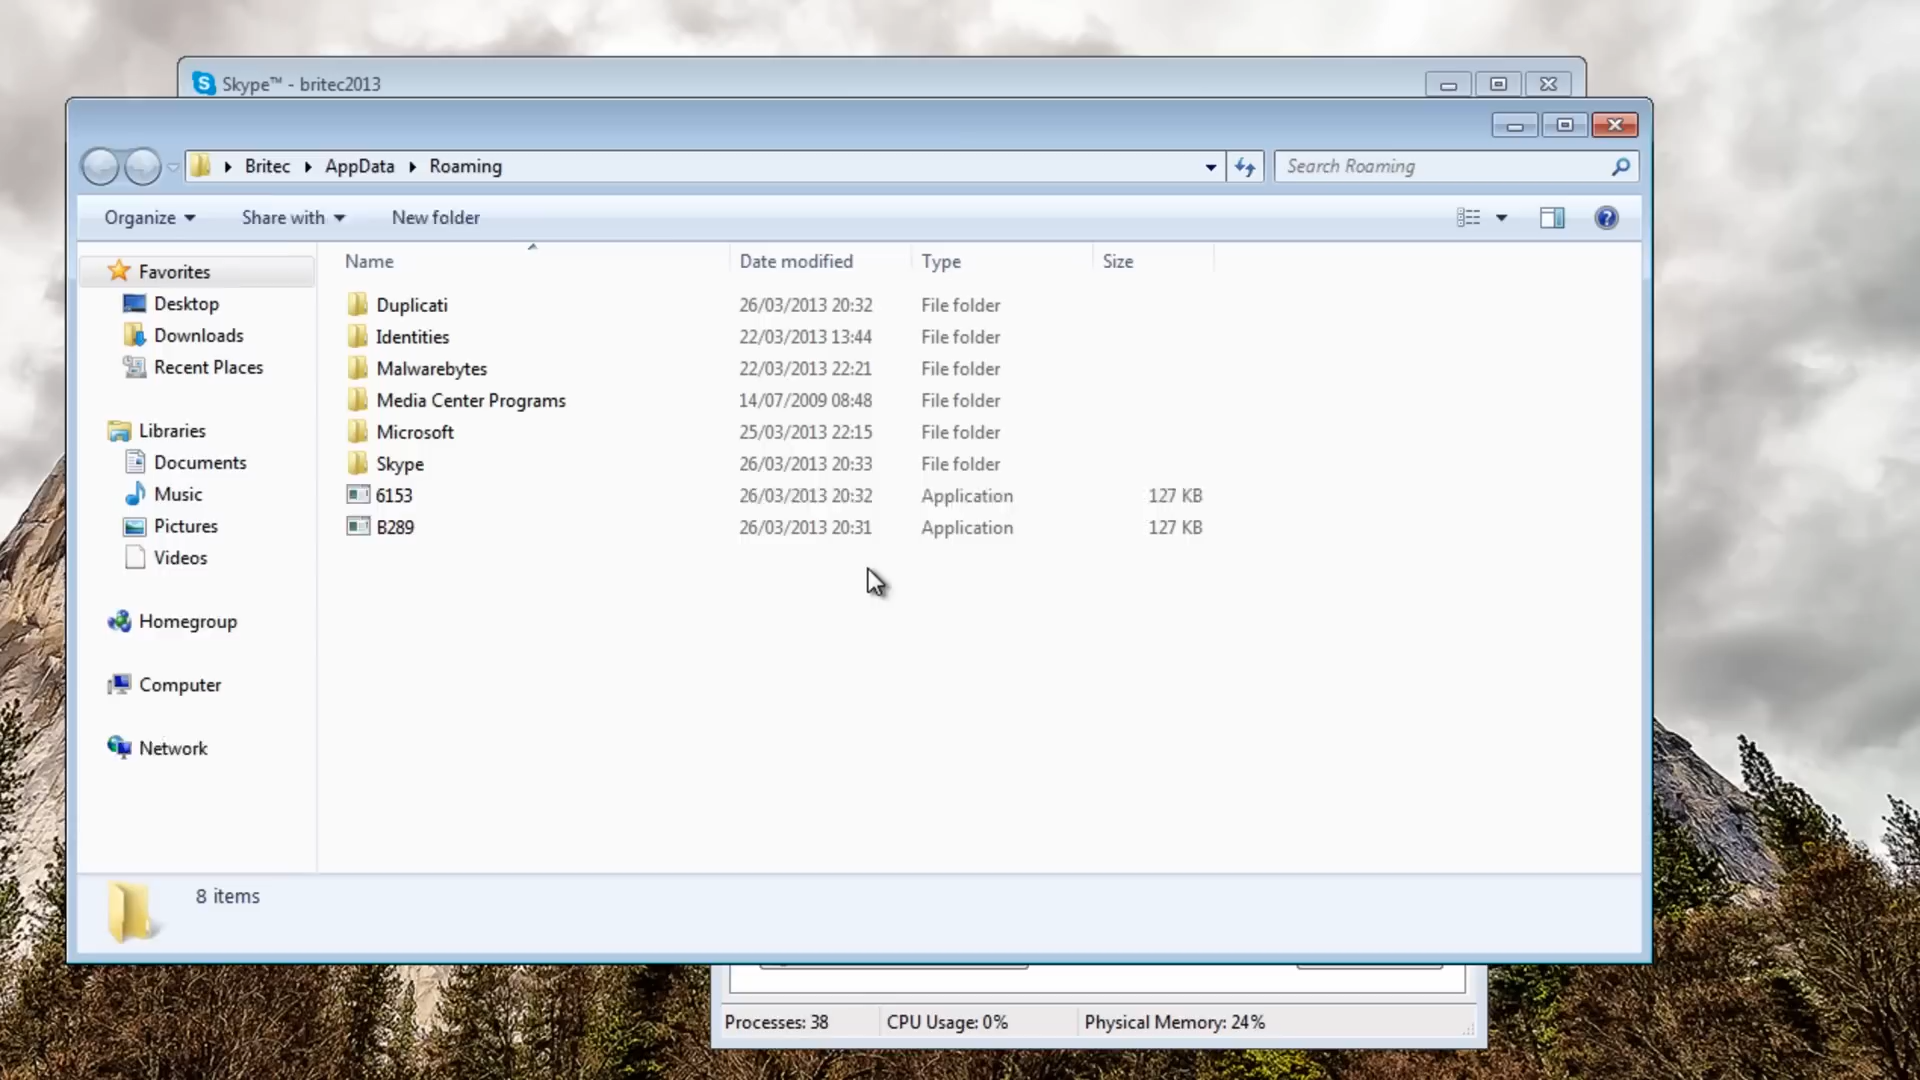 Skype™ - britec2013
Britec AppData Roaming
Search Roaming
Organize Share with New folder
Name Date modified Type Size
Favorites
Desktop
Downloads
Recent Places
Libraries
Documents
Music
Pictures
Videos
Homegroup
Computer
Network
Duplicati 26/03/2013 20:32 File folder
Identities 22/03/2013 13:44 File folder
Malwarebytes 22/03/2013 22:21 File folder
Media Center Programs 14/07/2009 08:48 File folder
Microsoft 25/03/2013 22:15 File folder
Skype 26/03/2013 20:33 File folder
6153 26/03/2013 20:32 Application 127 KB
B289 26/03/2013 20:31 Application 127 KB
8 items
Processes: 38 CPU Usage: 0% Physical Memory: 24%